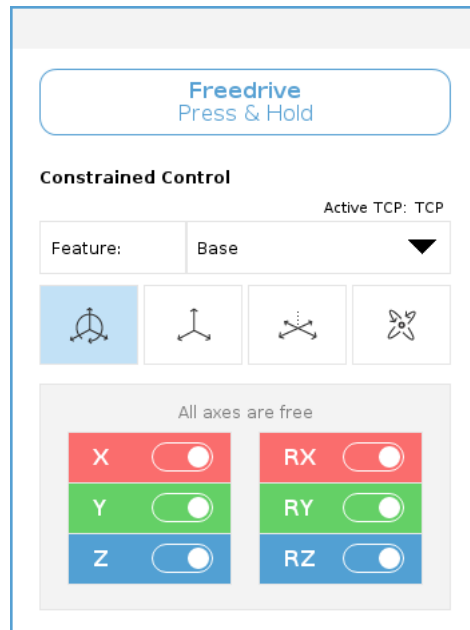 Freedrive
Press & Hold
Constrained Control
Active TCP: TCP
Feature: Base
All axes are free
X RX
Y RY
Z RZ